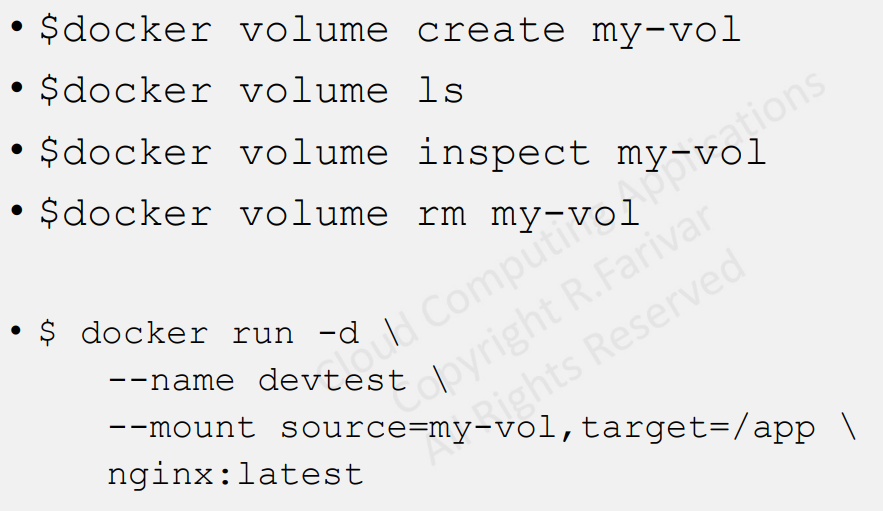 • $docker volume create my-vol
• $docker volume ls
• $docker volume inspect my-vol
• $docker volume rm my-vol
• $ docker run -d \
--name devtest \
--mount source=my-vol,target=/app \
nginx:latest
Cloud Computing Applications
Copyright R.Farivar
All Rights Reserved